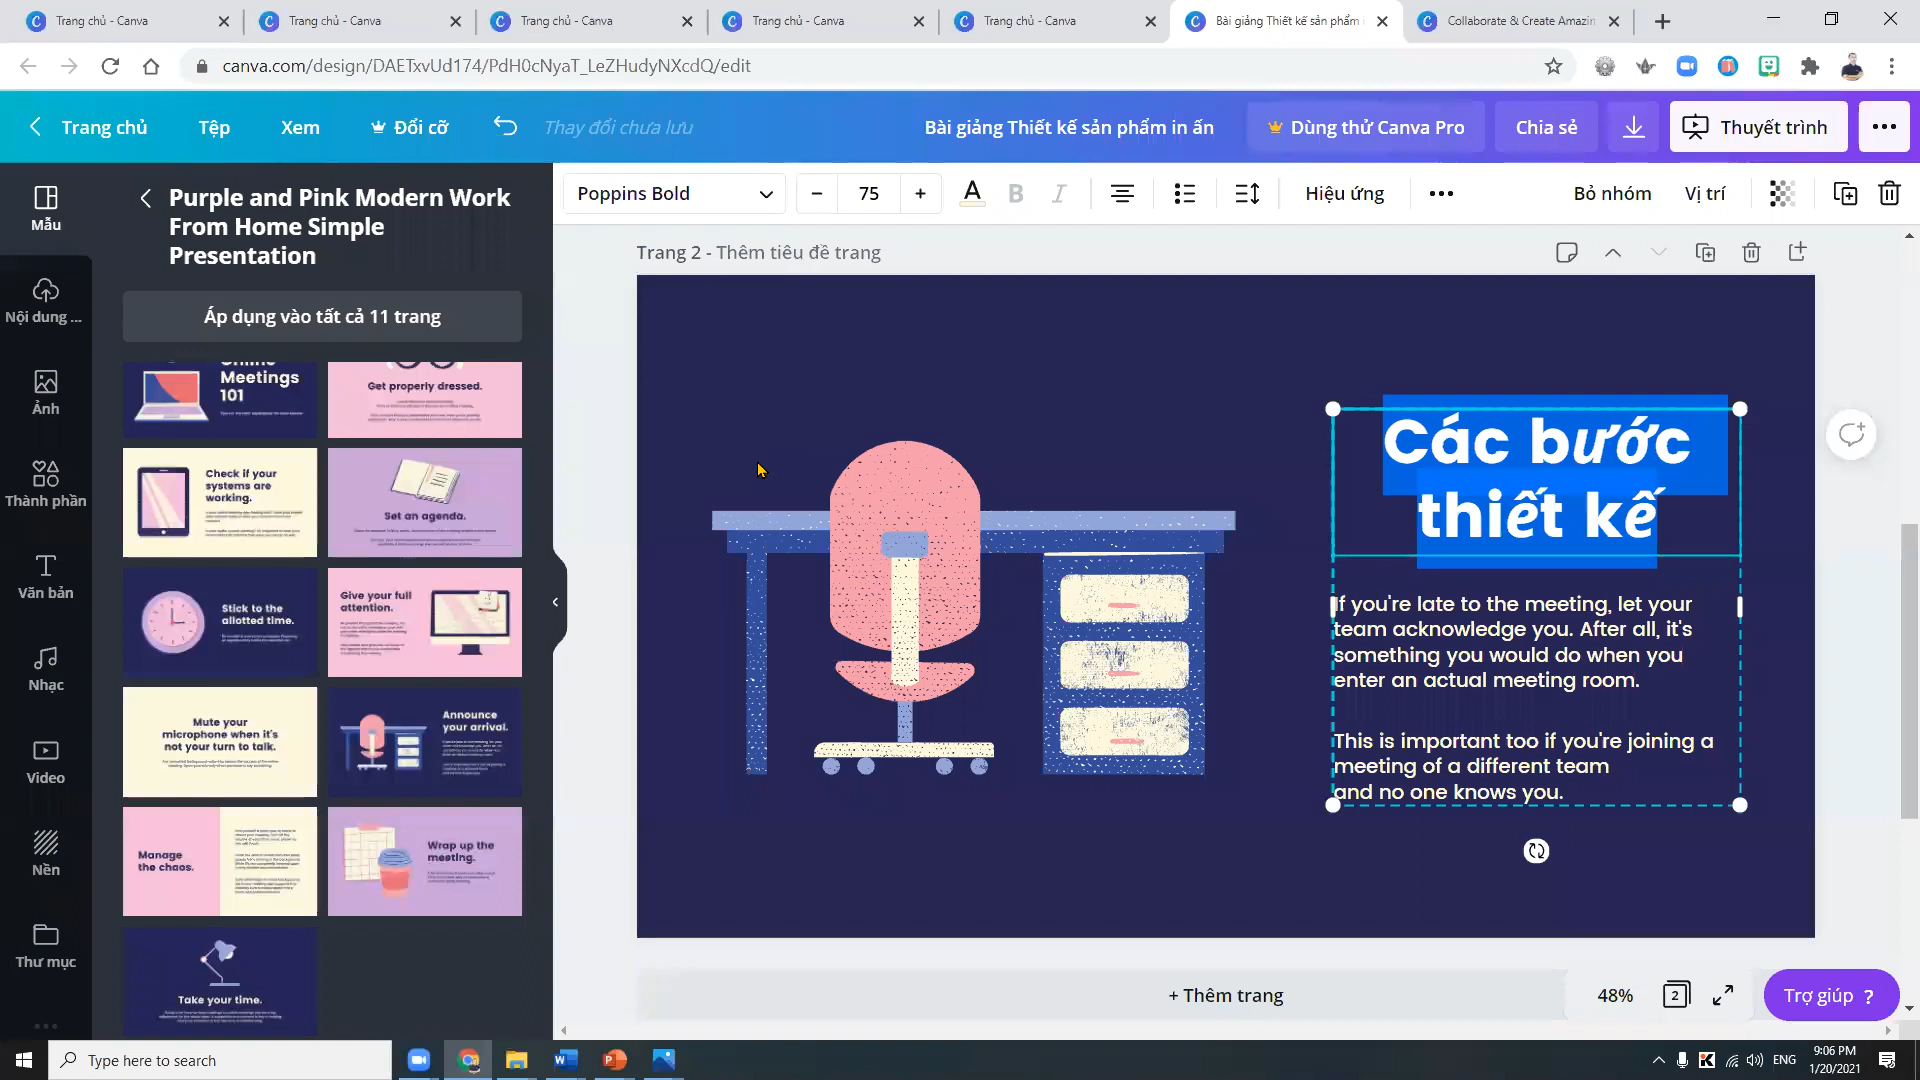 Trang chủ - Canva
Trang chủ - Canva
Trang chủ - Canva
Trang chủ - Canva
Trang chủ - Canva
Bài giảng Thiết kế sản phẩm
Collaborate & Create Amazin
canva.com/design/DAETxvUd174/PdH0cNyaT_LeZHudyNXcdQ/edit
Trang chủ
Tệp
Xem
Đổi cỡ
Thay đổi chưa lưu
Bài giảng Thiết kế sản phẩm in ấn
Dùng thử Canva Pro
Chia sẻ
Thuyết trình
Mẫu
Nội dung ...
Ảnh
Thành phần
Văn bản
Nhạc
Video
Nền
Thư mục
Purple and Pink Modern Work
From Home Simple
Presentation
Áp dụng vào tất cả 11 trang
Online
Meetings
101
Get properly dressed.
Check if your
systems are
working.
Set an agenda.
Stick to the
allotted time.
Give your full
attention.
Mute your
microphone when it's
not your turn to talk.
Announce
your arrival.
Manage
the chaos.
Wrap up the
meeting.
Take your time.
Poppins Bold
75
A
B
I
Hiệu ứng
Bỏ nhóm
Vị trí
Trang 2 - Thêm tiêu đề trang
Các bước
thiết kế
If you're late to the meeting, let your
team acknowledge you. After all, it's
something you would do when you
enter an actual meeting room.
This is important too if you're joining a
meeting of a different team
and no one knows you.
+ Thêm trang
48%
2
Trợ giúp ?
Type here to search
ENG
9:06 PM
1/20/2021